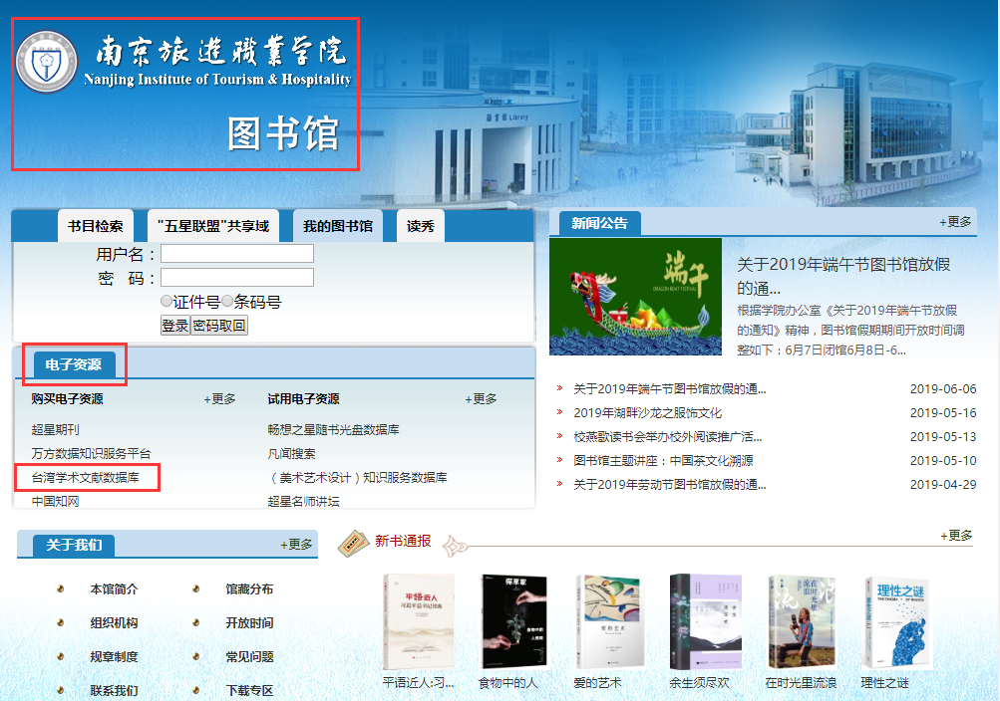 南京旅遊職業学院
Nanjing Institute of Tourism & Hospitality
图书馆
书目检索 "五星联盟"共享域 我的图书馆 读秀
用户名：
密 码：
证件号 条码号
登录 密码取回
新闻公告 +更多
关于2019年端午节图书馆放假
的通...
根据学院办公室《关于2019年端午节放假
的通知》精神，图书馆假期期间开放时间调
整如下：6月7日闭馆6月8日-6...
端午
DRAGON BOAT FESTIVAL
关于2019年端午节图书馆放假的通... 2019-06-06
2019年湖畔沙龙之服饰文化 2019-05-16
校燕歌读书会举办校外阅读推广活... 2019-05-13
图书馆主题讲座：中国茶文化溯源 2019-05-10
关于2019年劳动节图书馆放假的通... 2019-04-29
电子资源
购买电子资源 +更多 试用电子资源 +更多
超星期刊 畅想之星随书光盘数据库
万方数据知识服务平台 凡闻搜索
台湾学术文献数据库 （美术艺术设计）知识服务数据库
中国知网 超星名师讲坛
关于我们 +更多
本馆简介 馆藏分布
组织机构 开放时间
规章制度 常见问题
联系我们 下载专区
新书通报 +更多
平语近人
探享家
理性之谜
平语近人:习... 食物中的人 爱的艺术 余生须尽欢 在时光里流浪 理性之谜